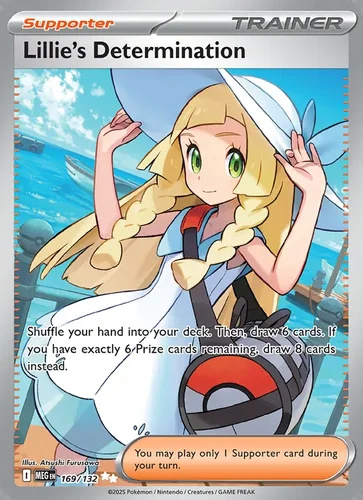 Supporter
TRAINER
Lillie's Determination
Shuffle your hand into your deck. Then, draw 6 cards. If
you have exactly 6 Prize cards remaining, draw 8 cards
instead.
Illus. Atsushi Furusawa
I MEG EN 169/132
You may play only 1 Supporter card during
your turn.
©2025 Pokémon / Nintendo / Creatures / GAME FREAK